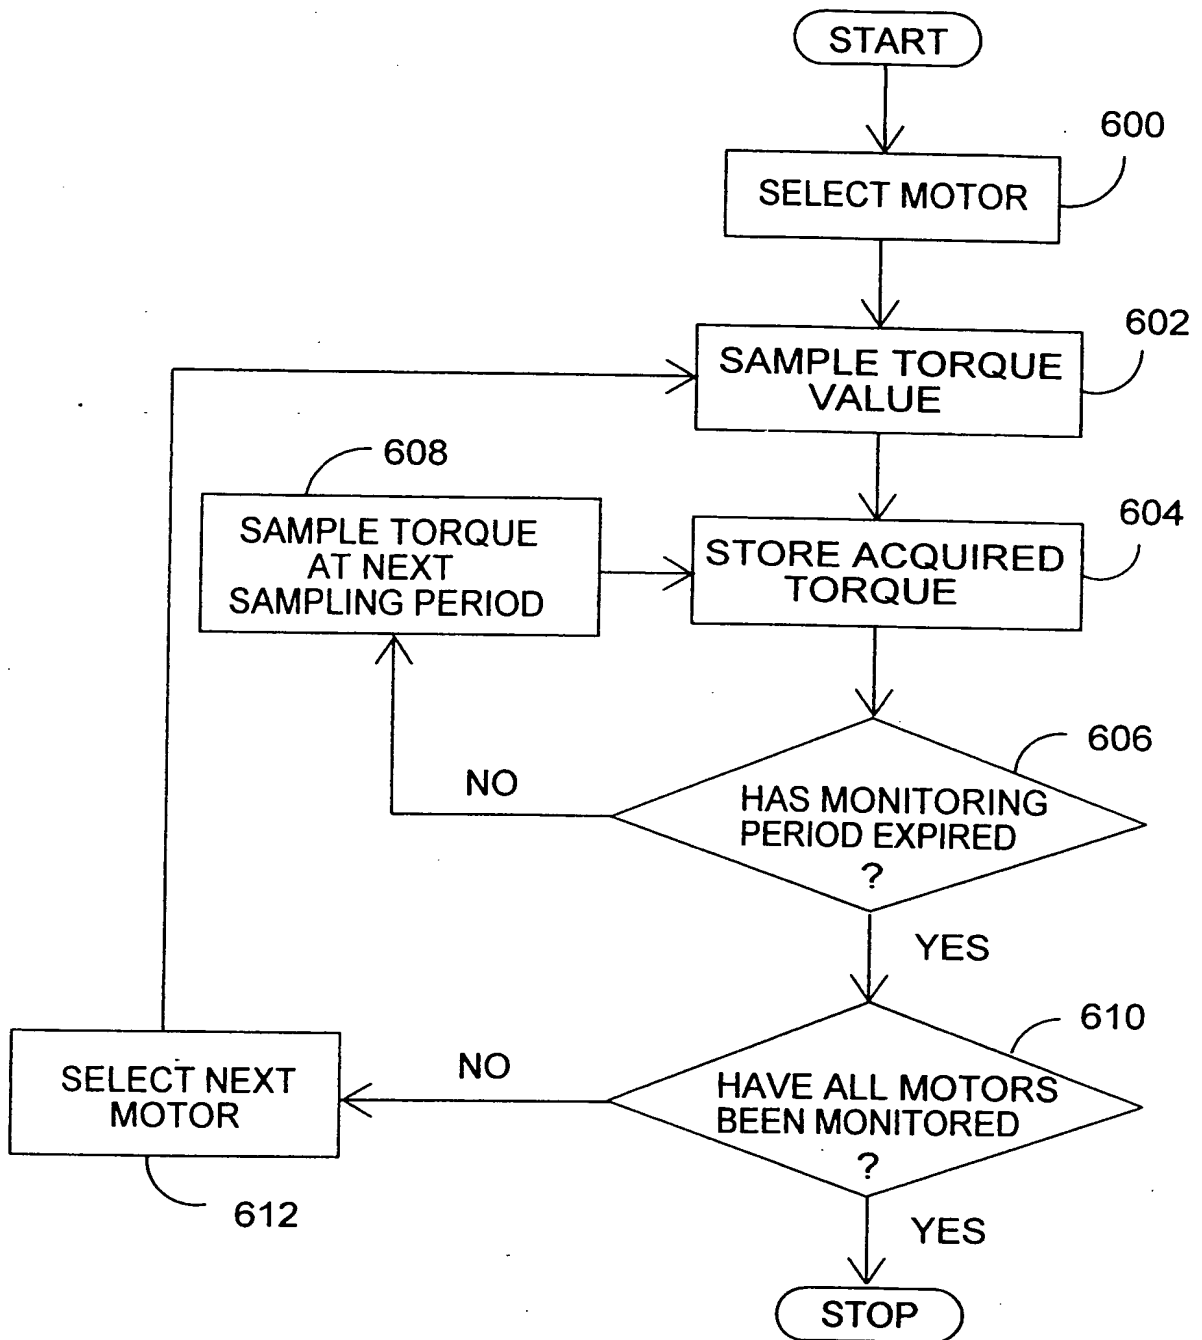 START
600
SELECT MOTOR
602
SAMPLE TORQUE
VALUE
608
SAMPLE TORQUE
AT NEXT
SAMPLING PERIOD
604
STORE ACQUIRED
TORQUE
606
NO
HAS MONITORING
PERIOD EXPIRED
?
YES
610
NO
SELECT NEXT
MOTOR
HAVE ALL MOTORS
BEEN MONITORED
?
612
YES
STOP